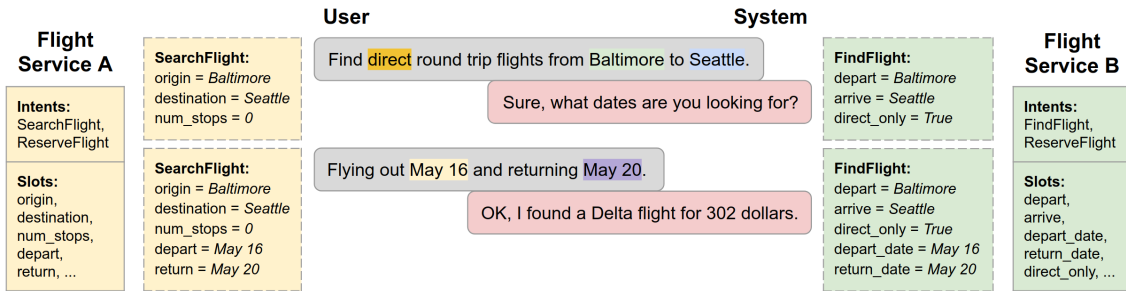 User
System
Flight
Service A
Intents:
SearchFlight,
ReserveFlight
Slots:
origin,
destination,
num_stops,
depart,
return, ...
SearchFlight:
origin = Baltimore
destination = Seattle
num_stops = 0
Find direct round trip flights from Baltimore to Seattle.
Sure, what dates are you looking for?
FindFlight:
depart = Baltimore
arrive = Seattle
direct_only = True
SearchFlight:
origin = Baltimore
destination = Seattle
num_stops = 0
depart = May 16
return = May 20
Flying out May 16 and returning May 20.
OK, I found a Delta flight for 302 dollars.
FindFlight:
depart = Baltimore
arrive = Seattle
direct_only = True
depart_date = May 16
return_date = May 20
Flight
Service B
Intents:
FindFlight,
ReserveFlight
Slots:
depart,
arrive,
depart_date,
return_date,
direct_only, ...